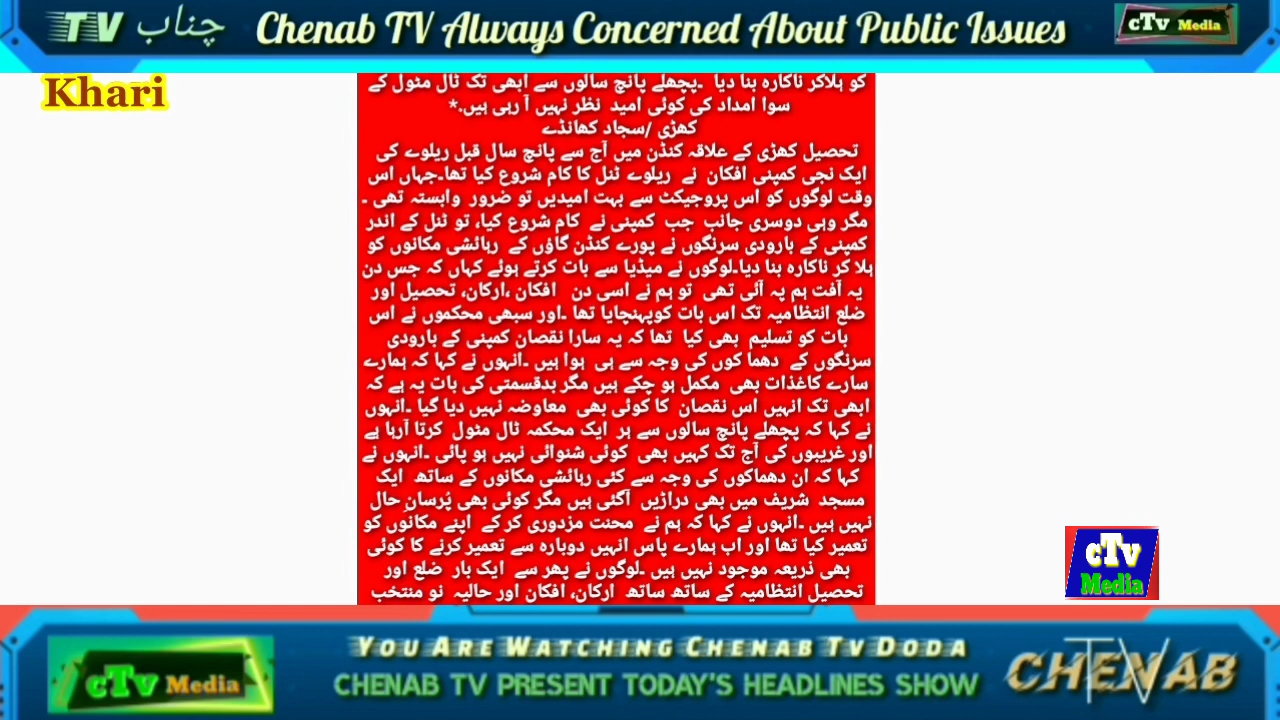 TV چناب
Chenab TV Always Concerned About Public Issues
cTv Media
Khari
کو ہلاکر ناکارہ بنا دیا ۔پچھلے پانچ سالوں سے ابھی تک ٹال مٹول کے
سوا امداد کی کوئی امید نظر نہیں آ رہی ہیں.*
کھڑی /سجاد کھانڈے
تحصیل کھڑی کے علاقہ کنڈن میں آج سے پانچ سال قبل ریلوے کی
ایک نجی کمپنی افکان نے ریلوے ٹنل کا کام شروع کیا تھا۔جہاں اس
وقت لوگوں کو اس پروجیکٹ سے بہت امیدیں تو ضرور وابستہ تھی ۔
مگر وہی دوسری جانب جب کمپنی نے کام شروع کیا، تو ٹنل کے اندر
کمپنی کے بارودی سرنگوں نے پورے کنڈن گاؤں کے رہائشی مکانوں کو
ہلا کر ناکارہ بنا دیا۔لوگوں نے میڈیا سے بات کرتے ہوئے کہاں کہ جس دن
یہ آفت ہم پہ آئی تھی تو ہم نے اسی دن افکان ،ارکان، تحصیل اور
ضلع انتظامیہ تک اس بات کوپہنچایا تھا ۔اور سبھی محکموں نے اس
بات کو تسلیم بھی کیا تھا کہ یہ سارا نقصان کمپنی کے بارودی
سرنگوں کے دھما کوں کی وجہ سے ہی ہوا ہیں ۔انہوں نے کہا کہ ہمارے
سارے کاغذات بھی مکمل ہو چکے ہیں مگر بدقسمتی کی بات یہ ہے کہ
ابھی تک انہیں اس نقصان کا کوئی بھی معاوضہ نہیں دیا گیا ۔انہوں
نے کہا کہ پچھلے پانچ سالوں سے ہر ایک محکمہ ٹال مٹول کرتا آرہا ہے
اور غریبوں کی آج تک کہیں بھی کوئی شنوائی نہیں ہو پائی ۔انہوں نے
کہا کہ ان دھماکوں کی وجہ سے کئی رہائشی مکانوں کے ساتھ ایک
مسجد شریف میں بھی دراڑیں آگئی ہیں مگر کوئی بھی پُرسانِ حال
نہیں ہیں ۔انہوں نے کہا کہ ہم نے محنت مزدوری کر کے اپنے مکانوں کو
تعمیر کیا تھا اور اب ہمارے پاس انہیں دوبارہ سے تعمیر کرنے کا کوئی
بھی ذریعہ موجود نہیں ہیں ۔لوگوں نے پھر سے ایک بار ضلع اور
تحصیل انتظامیہ کے ساتھ ساتھ ارکان، افکان اور حالیہ نو منتخب
cTv
Media
cTv Media
You Are Watching Chenab Tv Doda
CHENAB TV PRESENT TODAY'S HEADLINES SHOW
CHENAB TV